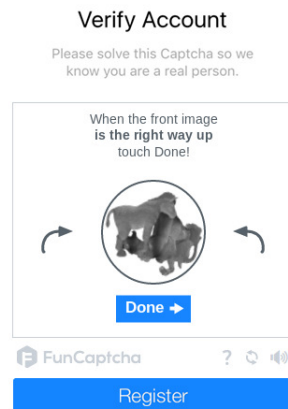 Verify Account
Please solve this Captcha so we
know you are a real person.
When the front image
is the right way up
touch Done!
Done
FunCaptcha
?
Register